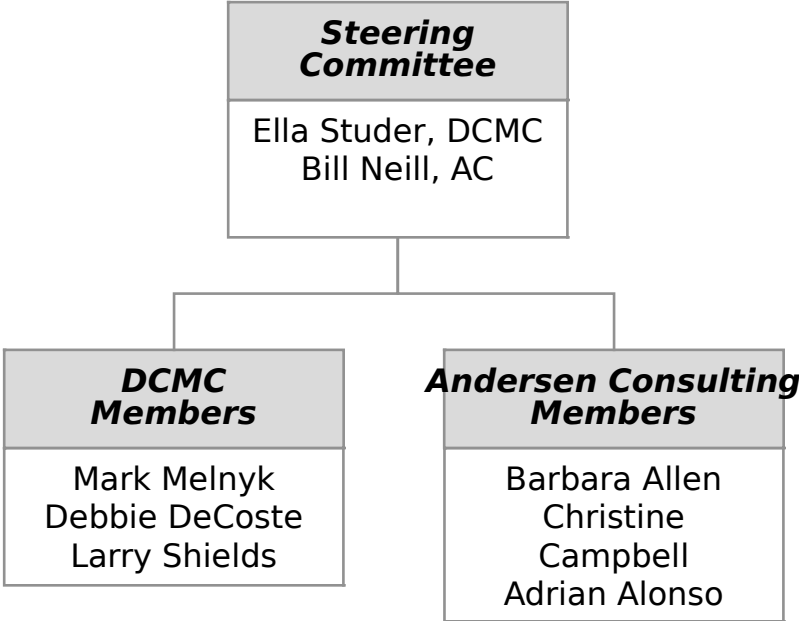 Steering
Committee
Ella Studer, DCMC
Bill Neill, AC
DCMC
Members
Mark Melnyk
Debbie DeCoste
Larry Shields
Andersen Consulting
Members
Barbara Allen
Christine
Campbell
Adrian Alonso